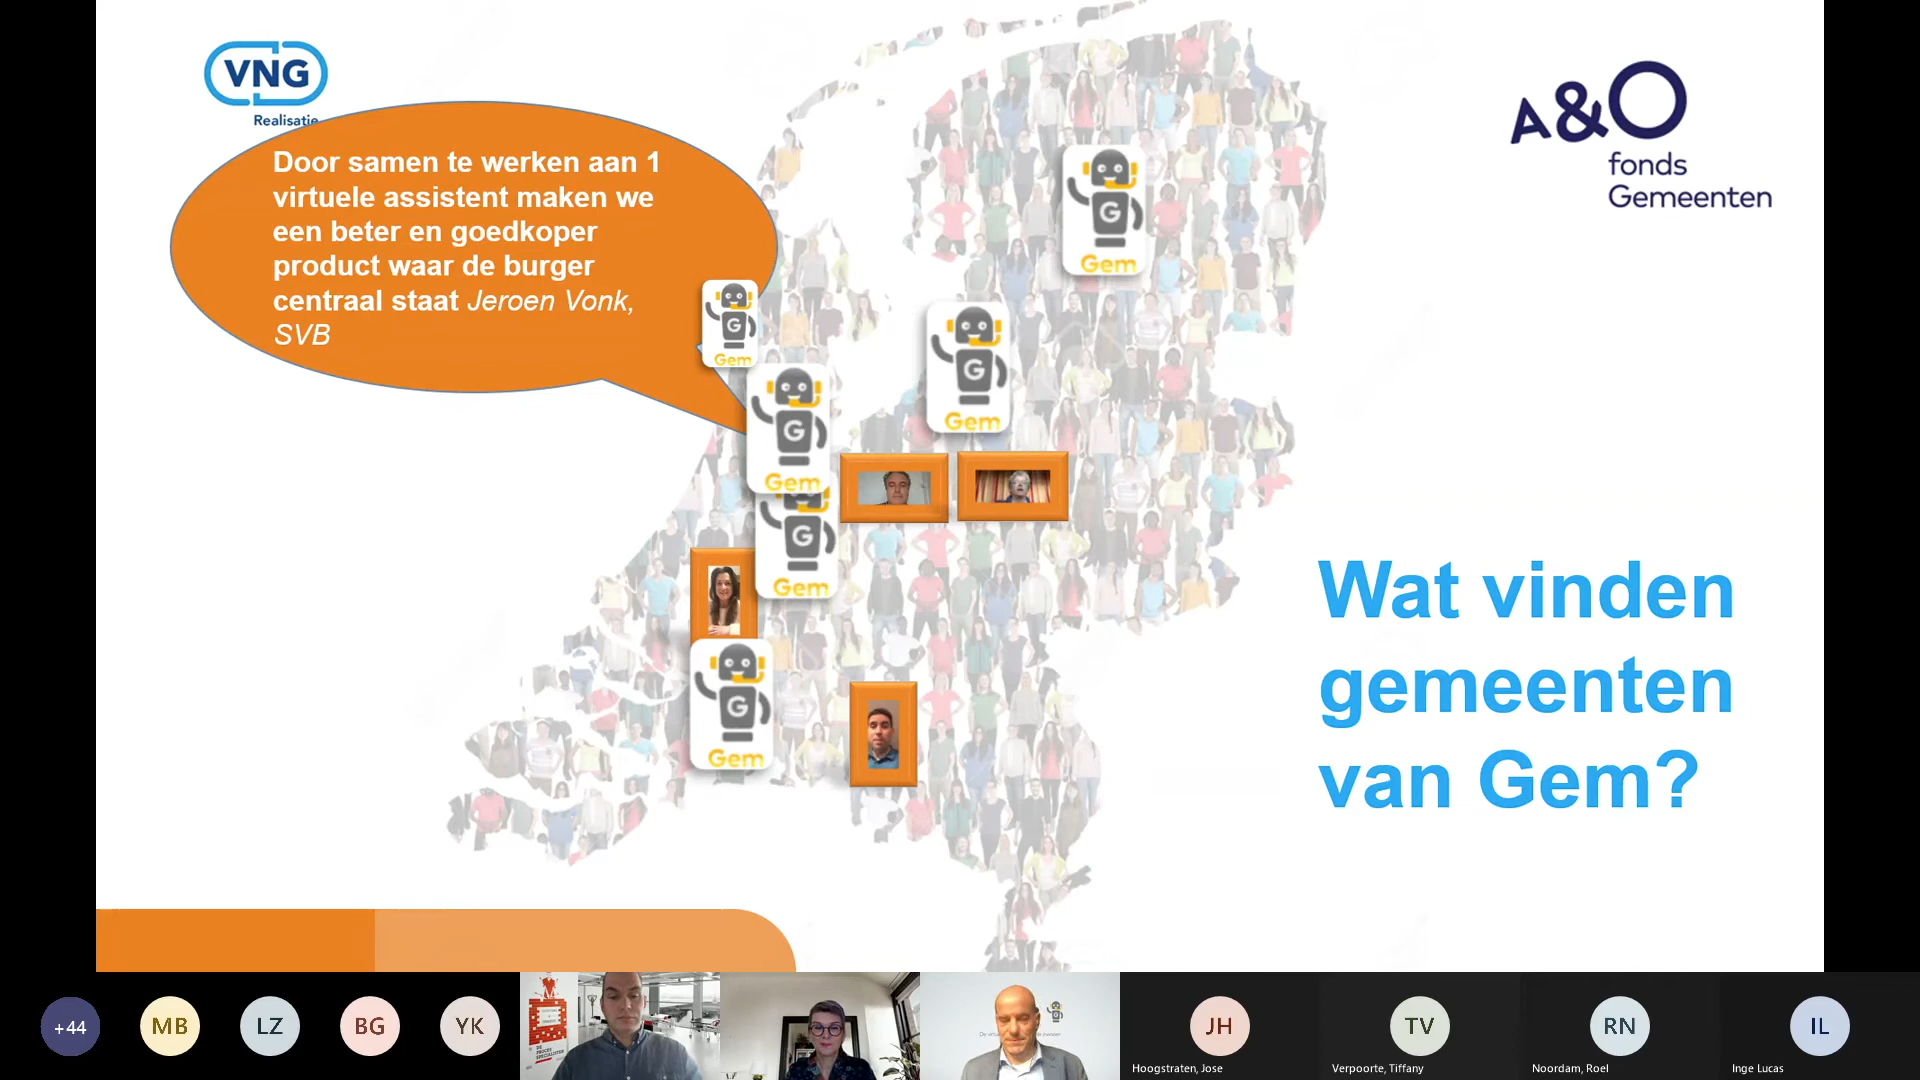 VNG
Realisatie
A&O
fonds
Gemeenten
Door samen te werken aan 1
virtuele assistent maken we
een beter en goedkoper
product waar de burger
centraal staat Jeroen Vonk,
SVB
G
Gem
G
Gem
G
Gem
G
Gem
G
Gem
G
Gem
Wat vinden
gemeenten
van Gem?
+44
MB
LZ
BG
YK
JH
Hoogstraten, Jose
TV
Verpoorte, Tiffany
RN
Noordam, Roel
IL
Inge Lucas